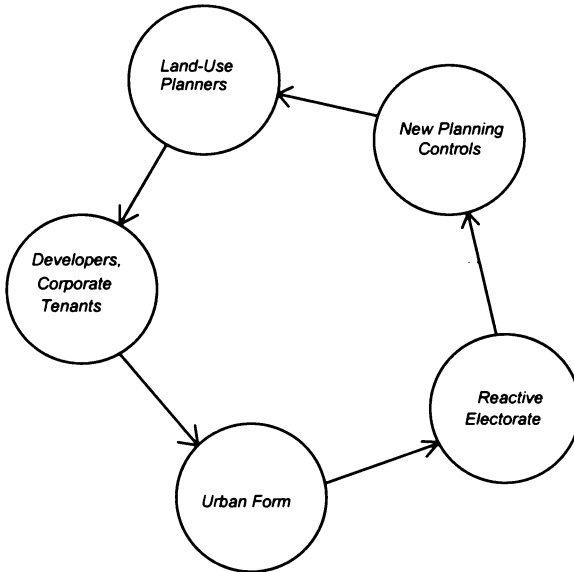 Land-Use
Planners
New Planning
Controls
Developers,
Corporate
Tenants
Reactive
Electorate
Urban Form